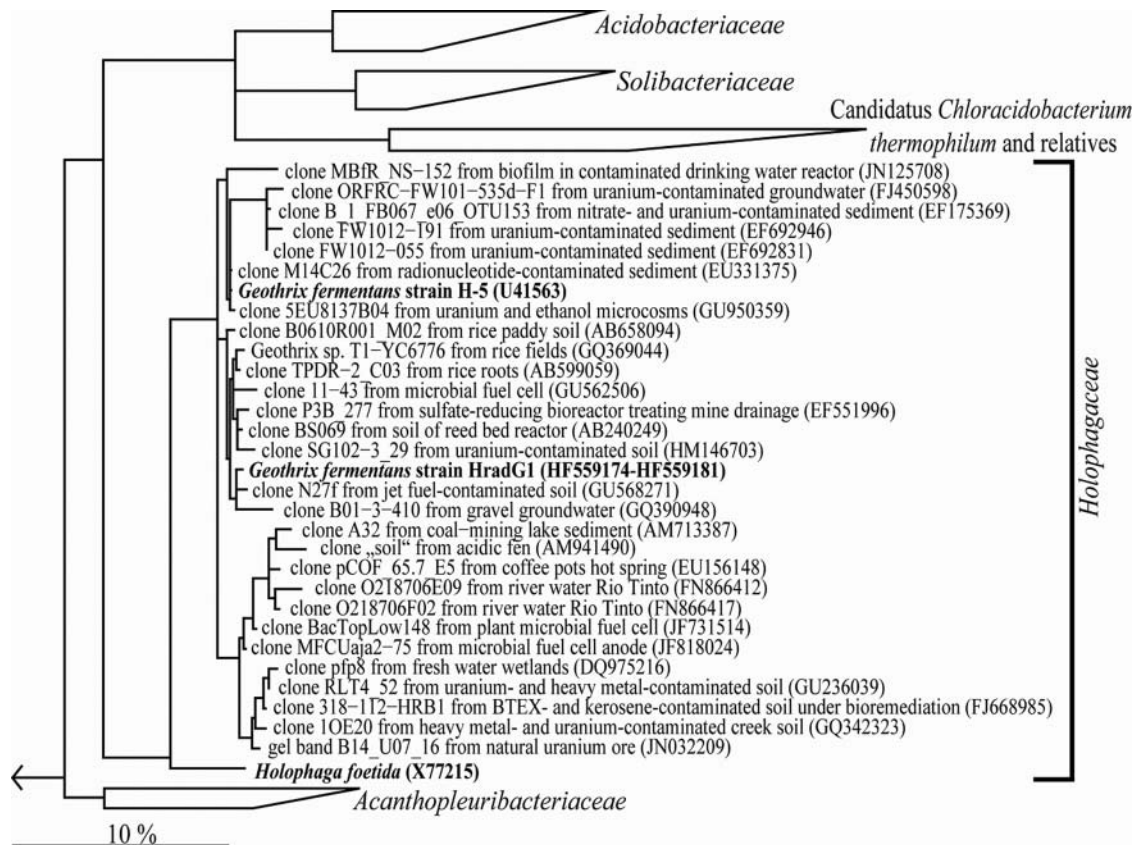 Acidobacteriaceae
Solibacteriaceae
Candidatus Chloracidobacterium
thermophilum and relatives
clone MBfR_NS-152 from biofilm in contaminated drinking water reactor (JN125708)
clone ORFRC-FW101-535d-F1 from uranium-contaminated groundwater (FJ450598)
clone B_1_FB067_e06_OTU153 from nitrate- and uranium-contaminated sediment (EF175369)
clone FW1012-191 from uranium-contaminated sediment (EF692946)
clone FW1012-055 from uranium-contaminated sediment (EF692831)
clone M14C26 from radionucleotide-contaminated sediment (EU331375)
Geothrix fermentans strain H-5 (U41563)
clone 5EU8137B04 from uranium and ethanol microcosms (GU950359)
clone B0610R001_M02 from rice paddy soil (AB658094)
Geothrix sp. T1-YC6776 from rice fields (GQ369044)
clone TPDR-2_C03 from rice roots (AB599059)
clone 11-43 from microbial fuel cell (GU562506)
clone P3B_277 from sulfate-reducing bioreactor treating mine drainage (EF551996)
clone BS069 from soil of reed bed reactor (AB240249)
clone SG102-3_29 from uranium-contaminated soil (HM146703)
Geothrix fermentans strain HradG1 (HF559174-HF559181)
clone N27f from jet fuel-contaminated soil (GU568271)
clone B01-3-410 from gravel groundwater (GQ390948)
clone A32 from coal-mining lake sediment (AM713387)
clone „soil“ from acidic fen (AM941490)
clone pCOF_65.7_E5 from coffee pots hot spring (EU156148)
clone O218706E09 from river water Rio Tinto (FN866412)
clone O218706F02 from river water Rio Tinto (FN866417)
clone BacTopLow148 from plant microbial fuel cell (JF731514)
clone MFCUaja2-75 from microbial fuel cell anode (JF818024)
clone pfp8 from fresh water wetlands (DQ975216)
clone RLT4_52 from uranium- and heavy metal-contaminated soil (GU236039)
clone 318-1T2-HRB1 from BTEX- and kerosene-contaminated soil under bioremediation (FJ668985)
clone 1OE20 from heavy metal- and uranium-contaminated creek soil (GQ342323)
gel band B14_U07_16 from natural uranium ore (JN032209)
Holophaga foetida (X77215)
Holophagaceae
Acanthopleuribacteriaceae
10 %